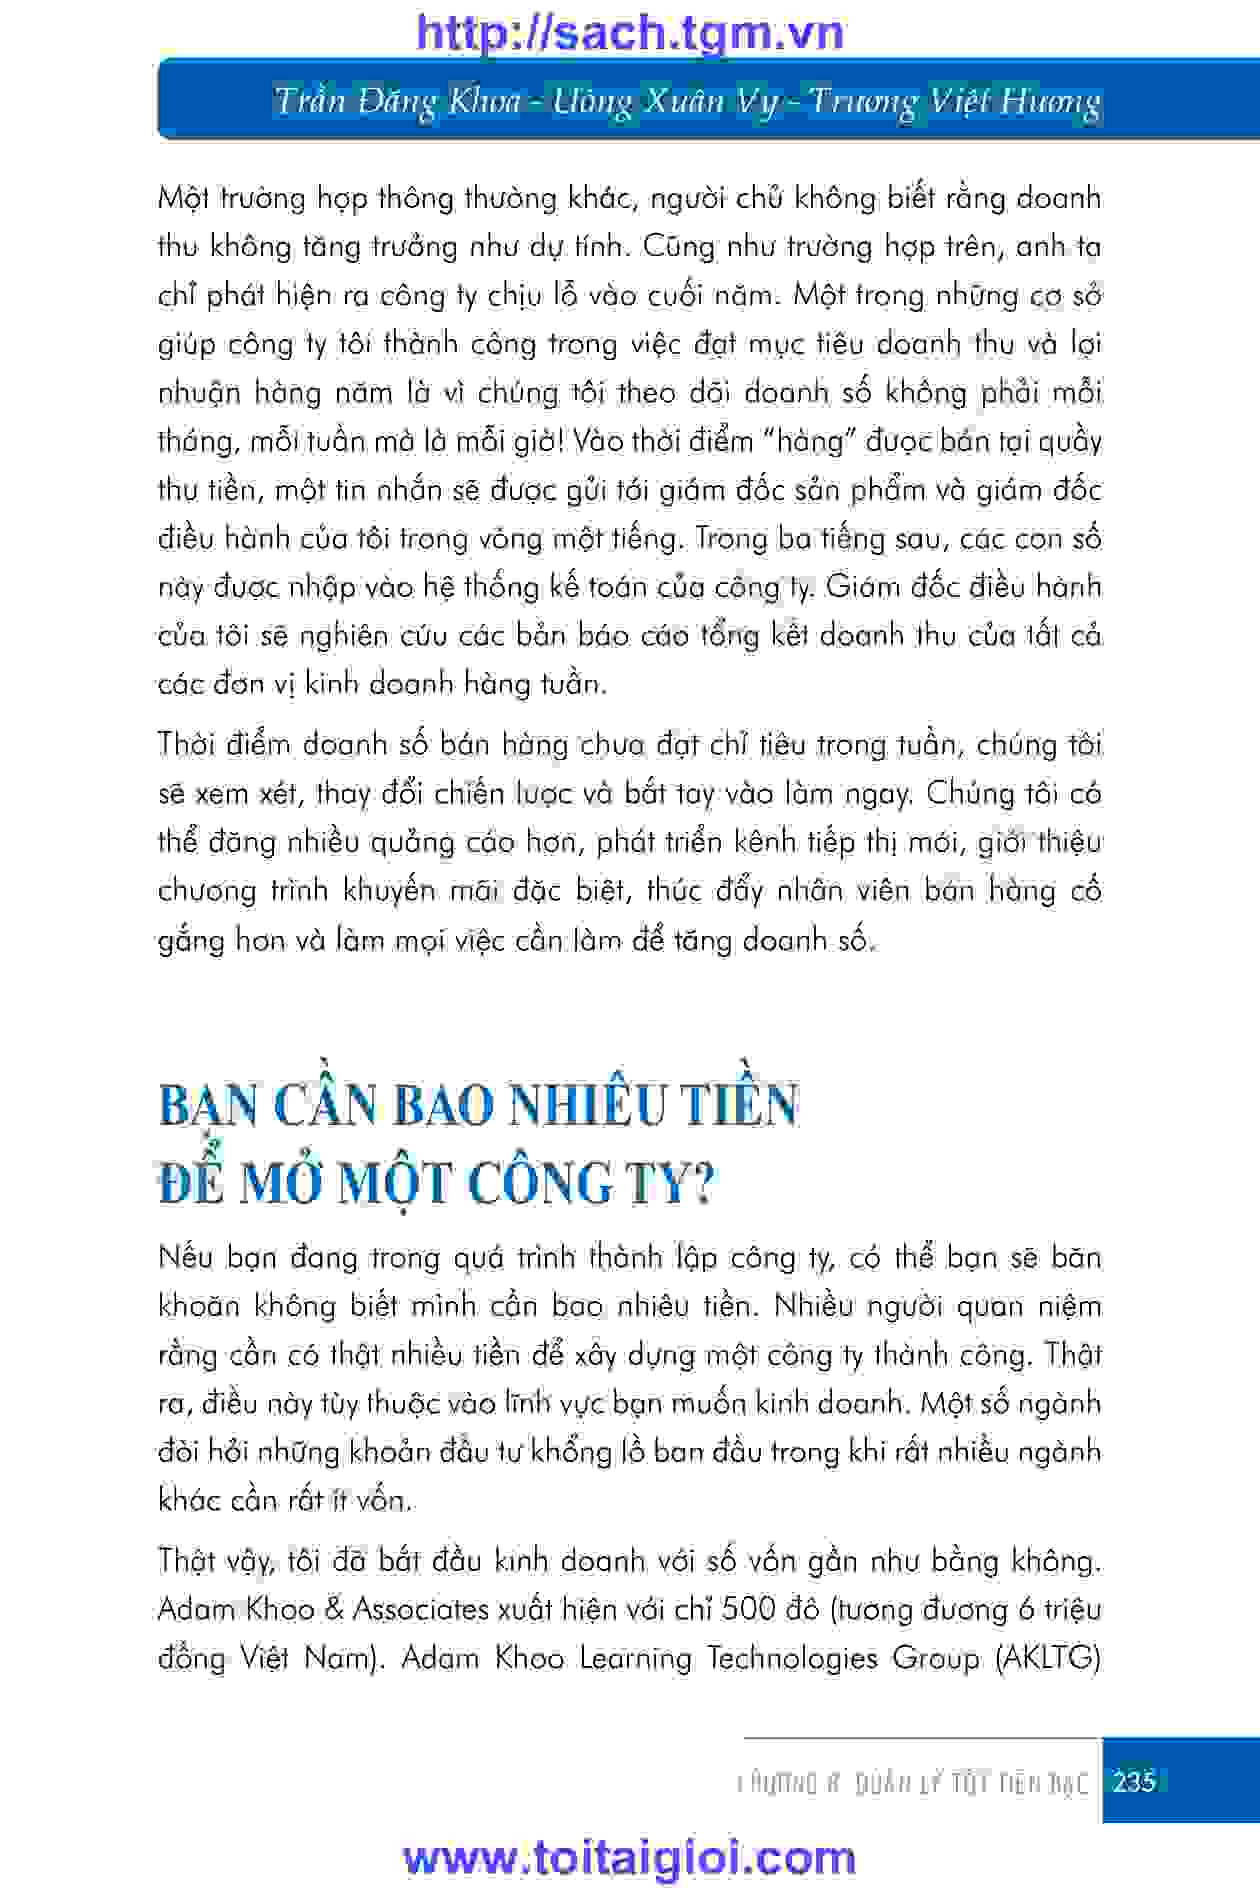 http://sach.tgm.vn
Trần Đăng Khoa - Uông Xuân Vy - Trương Việt Hương
Một trường hợp thông thường khác, người chủ không biết rằng doanh
thu không tăng trưởng như dự tính. Cũng như trường hợp trên, anh ta
chỉ phát hiện ra công ty chịu lỗ vào cuối năm. Một trong những cơ sở
giúp công ty tôi thành công trong việc đạt mục tiêu doanh thu và lợi
nhuận hàng năm là vì chúng tôi theo dõi doanh số không phải mỗi
tháng, mỗi tuần mà là mỗi giờ! Vào thời điểm “hàng” được bán tại quầy
thu tiền, một tin nhắn sẽ được gửi tới giám đốc sản phẩm và giám đốc
điều hành của tôi trong vòng một tiếng. Trong ba tiếng sau, các con số
này được nhập vào hệ thống kế toán của công ty. Giám đốc điều hành
của tôi sẽ nghiên cứu các bản báo cáo tổng kết doanh thu của tất cả
các đơn vị kinh doanh hàng tuần.
Thời điểm doanh số bán hàng chưa đạt chỉ tiêu trong tuần, chúng tôi
sẽ xem xét, thay đổi chiến lược và bắt tay vào làm ngay. Chúng tôi có
thể đăng nhiều quảng cáo hơn, phát triển kênh tiếp thị mới, giới thiệu
chương trình khuyến mãi đặc biệt, thúc đẩy nhân viên bán hàng cố
gắng hơn và làm mọi việc cần làm để tăng doanh số.
BẠN CẦN BAO NHIÊU TIỀN
ĐỂ MỞ MỘT CÔNG TY?
Nếu bạn đang trong quá trình thành lập công ty, có thể bạn sẽ băn
khoăn không biết mình cần bao nhiêu tiền. Nhiều người quan niệm
rằng cần có thật nhiều tiền để xây dựng một công ty thành công. Thật
ra, điều này tùy thuộc vào lĩnh vực bạn muốn kinh doanh. Một số ngành
đòi hỏi những khoản đầu tư khổng lồ ban đầu trong khi rất nhiều ngành
khác cần rất ít vốn.
Thật vậy, tôi đã bắt đầu kinh doanh với số vốn gần như bằng không.
Adam Khoo & Associates xuất hiện với chỉ 500 đô (tương đương 6 triệu
đồng Việt Nam). Adam Khoo Learning Technologies Group (AKLTG)
CHƯƠNG 8: QUẢN LÝ TỐT TIỀN BẠC 235
www.toitaigioi.com